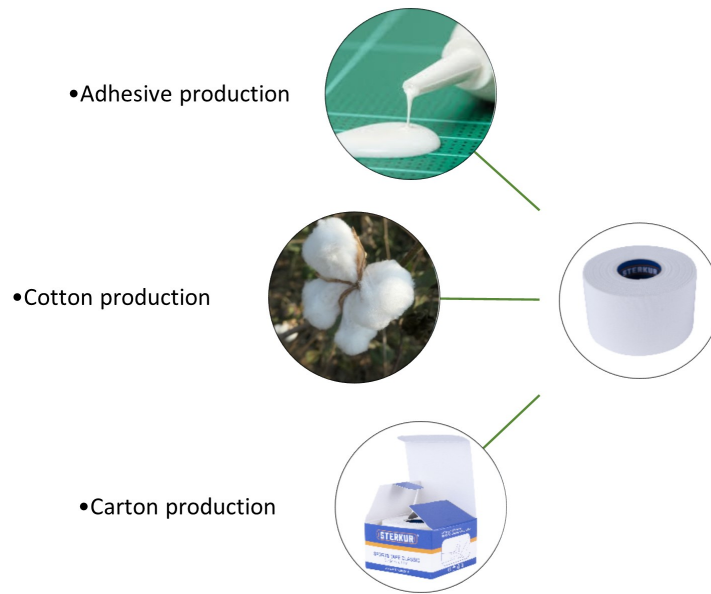 •Adhesive production
•Cotton production
STERKUR
•Carton production
STERKUR
SPORTS TAPE CLASSIC